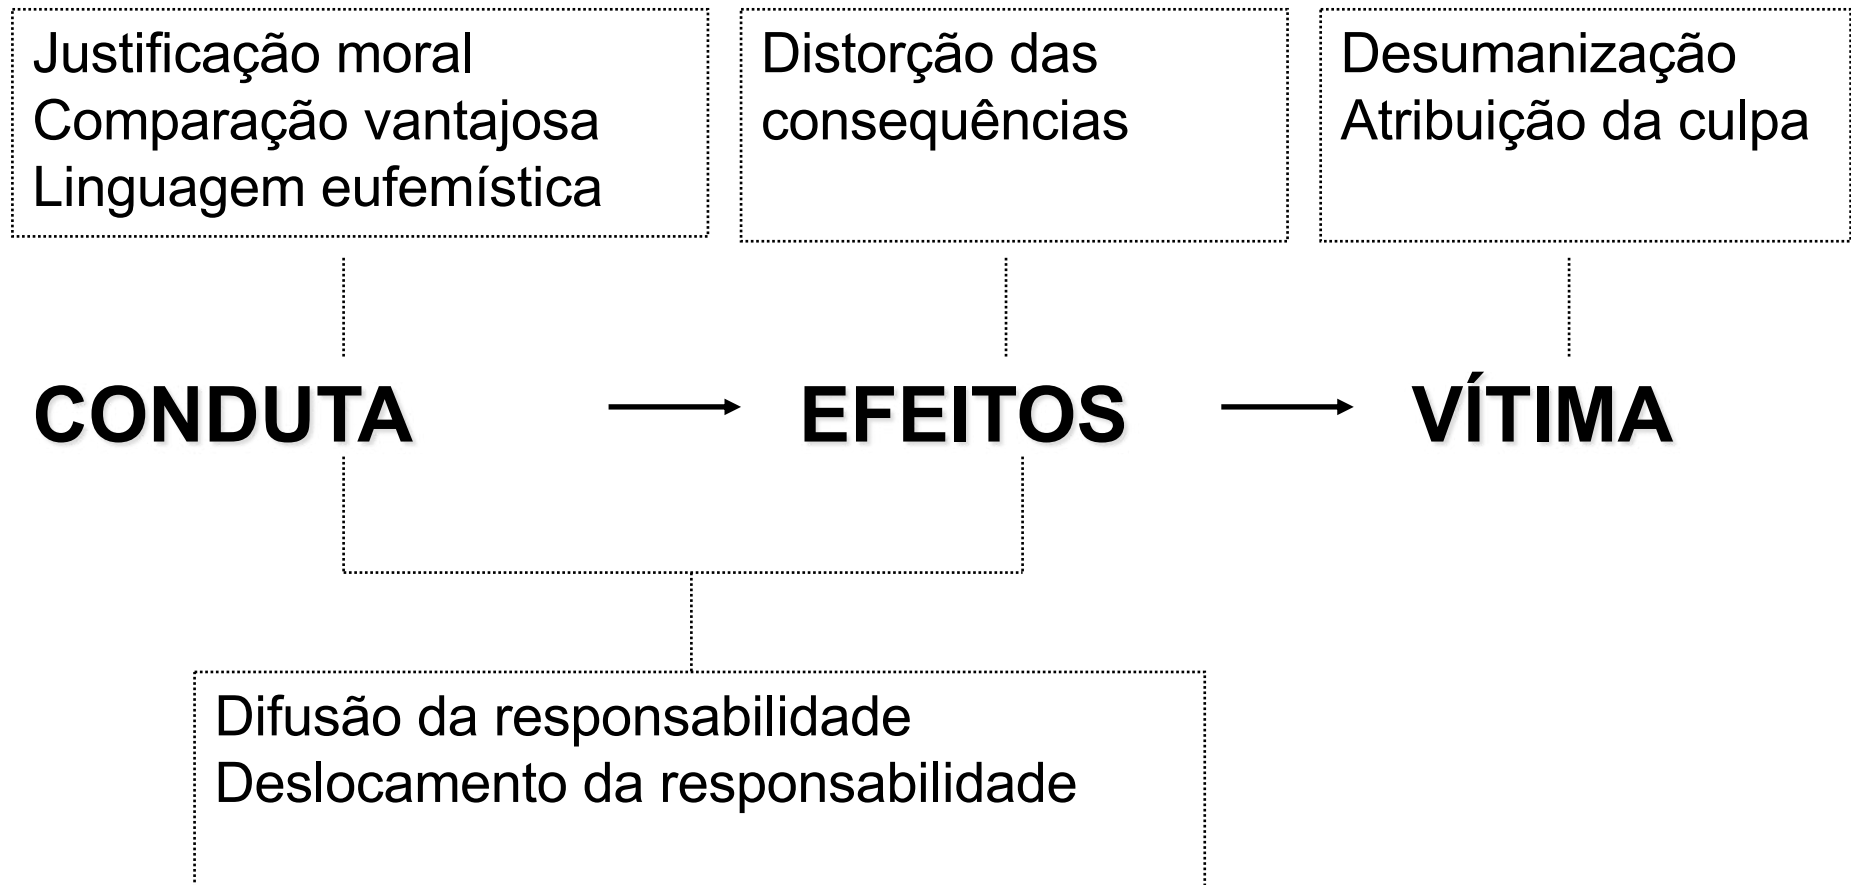 Justificação moral
Comparação vantajosa
Linguagem eufemística
Distorção das
consequências
Desumanização
Atribuição da culpa
CONDUTA
EFEITOS
VÍTIMA
Difusão da responsabilidade
Deslocamento da responsabilidade